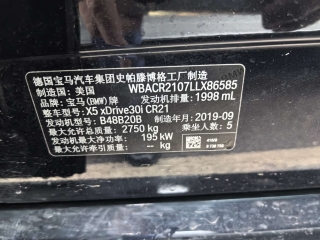 德国宝马汽车集团史帕滕博格工厂制造
制造国：美国 WBACR2107LLX86585
品牌：宝马(BMW)牌 发动机排量：1998 mL
整车型号：X5 xDrive30i CR21
发动机型号：B48B20B 制造年月：2019-09
最大允许总质量：2750 kg 乘坐人数：5
发动机最大净功率：195 kW
最大允许牵引质量：- kg